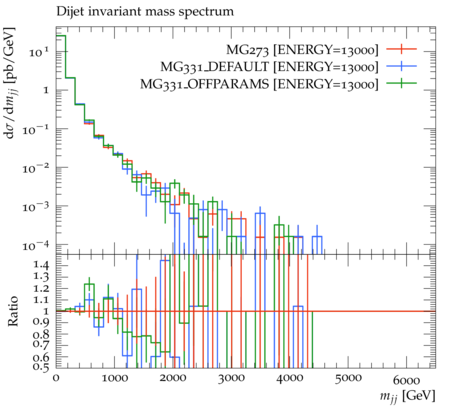 Dijet invariant mass spectrum
dσ/dm_jj [pb/GeV]
MG273 [ENERGY=13000]
MG331_DEFAULT [ENERGY=13000]
MG331_OFFPARAMS [ENERGY=13000]
10^1
1
10^−1
10^−2
10^−3
10^−4
Ratio
1.4
1.3
1.2
1.1
1
0.9
0.8
0.7
0.6
0.5
0 1000 2000 3000 4000 5000 6000
m_jj [GeV]